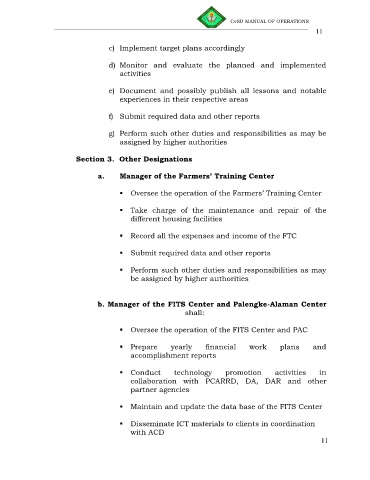 CvSU MANUAL OF OPERATIONS
11
c) Implement target plans accordingly
d) Monitor and evaluate the planned and implemented
activities
e) Document and possibly publish all lessons and notable
experiences in their respective areas
f) Submit required data and other reports
g) Perform such other duties and responsibilities as may be
assigned by higher authorities
Section 3. Other Designations
a. Manager of the Farmers' Training Center
▪ Oversee the operation of the Farmers' Training Center
▪ Take charge of the maintenance and repair of the
different housing facilities
▪ Record all the expenses and income of the FTC
▪ Submit required data and other reports
▪ Perform such other duties and responsibilities as may
be assigned by higher authorities
b. Manager of the FITS Center and Palengke-Alaman Center
shall:
▪ Oversee the operation of the FITS Center and PAC
▪ Prepare yearly financial work plans and
accomplishment reports
▪ Conduct technology promotion activities in
collaboration with PCARRD, DA, DAR and other
partner agencies
▪ Maintain and update the data base of the FITS Center
▪ Disseminate ICT materials to clients in coordination
with ACD
11